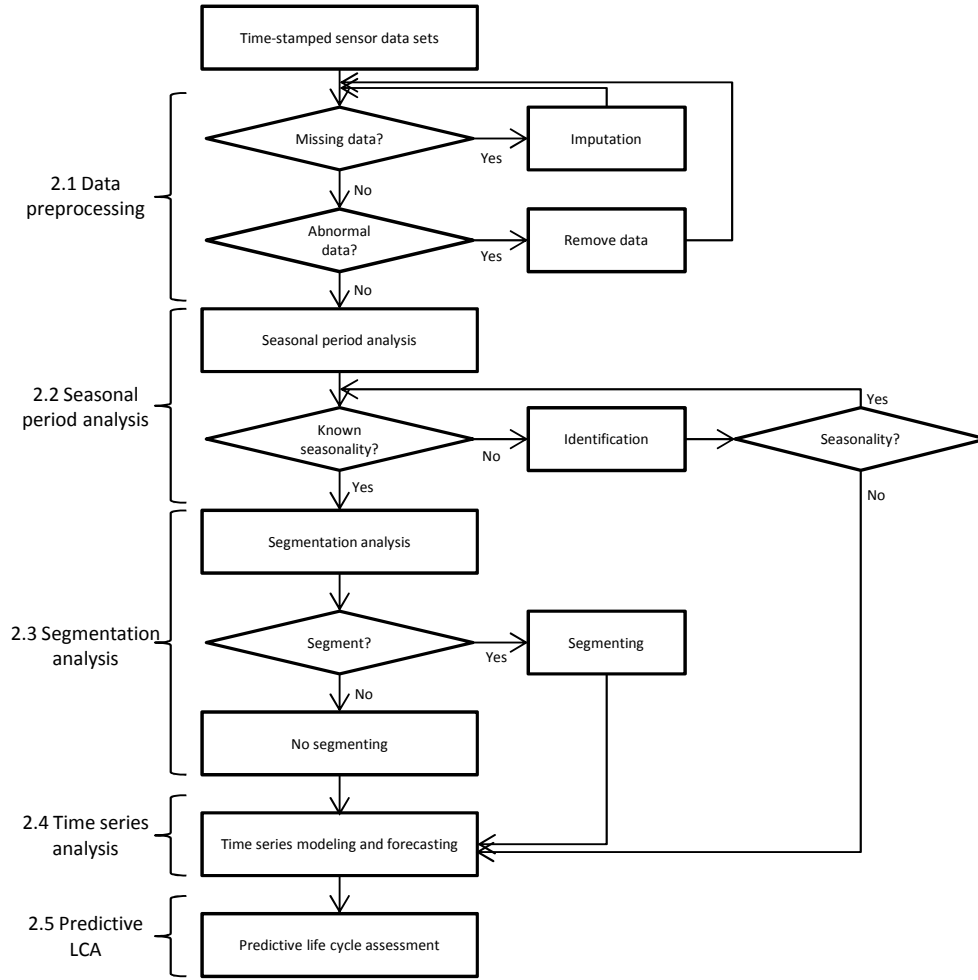 Time-stamped sensor data sets
2.1 Data
preprocessing
Missing data?
Yes
Imputation
No
Abnormal
data?
Yes
Remove data
No
2.2 Seasonal
period analysis
Seasonal period analysis
Known
seasonality?
No
Identification
Seasonality?
Yes
No
Yes
2.3 Segmentation
analysis
Segmentation analysis
Segment?
Yes
Segmenting
No
No segmenting
2.4 Time series
analysis
Time series modeling and forecasting
2.5 Predictive
LCA
Predictive life cycle assessment